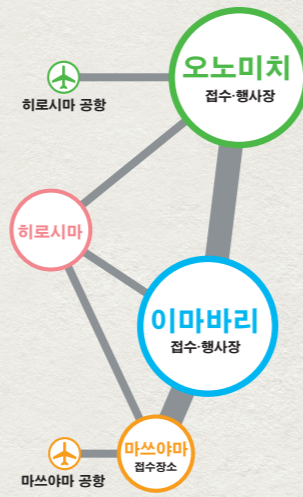 오노미치
접수·행사장
히로시마 공항
히로시마
이마바리
접수·행사장
마쓰야마
접수장소
마쓰야마 공항